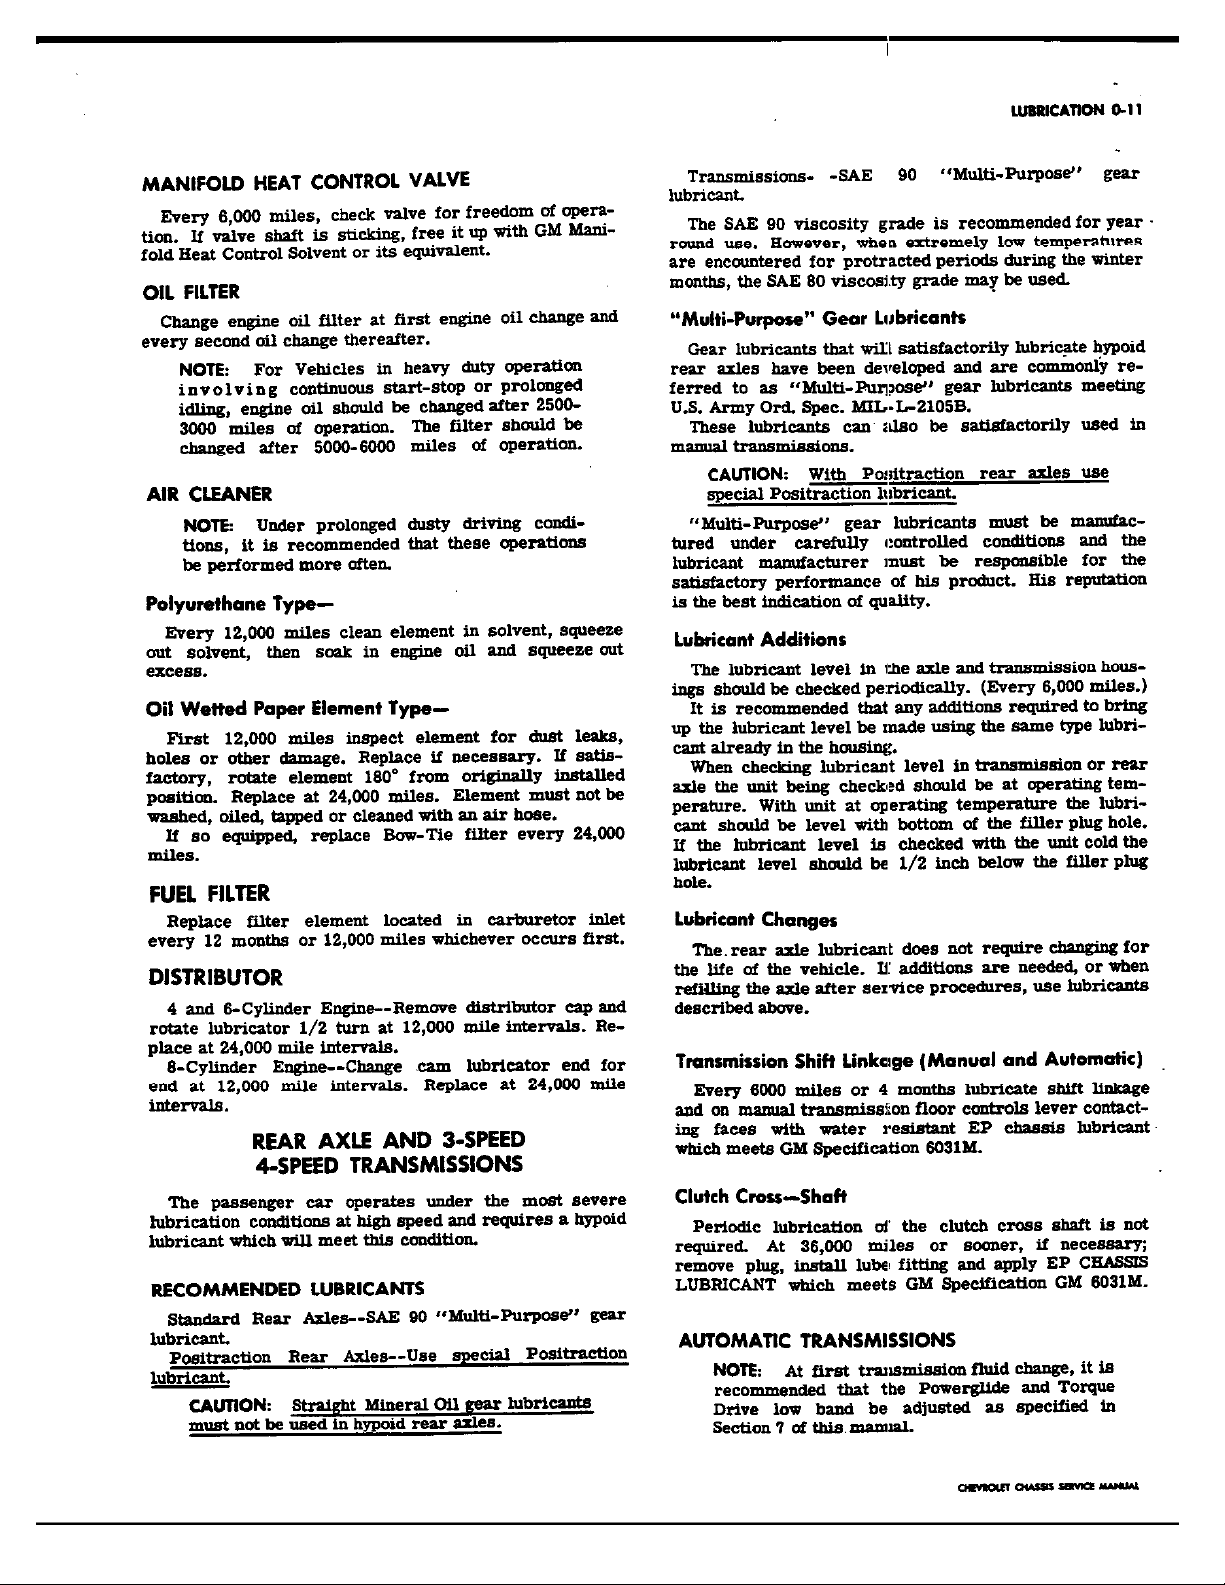 LUBRICATION 0-11
MANIFOLD HEAT CONTROL VALVE
Every 6,000 miles, check valve for freedom of opera-
tion. If valve shaft is sticking, free it up with GM Mani-
fold Heat Control Solvent or its equivalent.
OIL FILTER
Change engine oil filter at first engine oil change and
every second oil change thereafter.
NOTE: For Vehicles in heavy duty operation
involving continuous start-stop or prolonged
idling, engine oil should be changed after 2500-
3000 miles of operation. The filter should be
changed after 5000-6000 miles of operation.
AIR CLEANER
NOTE: Under prolonged dusty driving condi-
tions, it is recommended that these operations
be performed more often.
Polyurethane Type—
Every 12,000 miles clean element in solvent, squeeze
out solvent, then soak in engine oil and squeeze out
excess.
Oil Wetted Paper Element Type—
First 12,000 miles inspect element for dust leaks,
holes or other damage. Replace if necessary. If satis-
factory, rotate element 180° from originally installed
position. Replace at 24,000 miles. Element must not be
washed, oiled, tapped or cleaned with an air hose.
If so equipped, replace Bow-Tie filter every 24,000
miles.
FUEL FILTER
Replace filter element located in carburetor inlet
every 12 months or 12,000 miles whichever occurs first.
DISTRIBUTOR
4 and 6-Cylinder Engine--Remove distributor cap and
rotate lubricator 1/2 turn at 12,000 mile intervals. Re-
place at 24,000 mile intervals.
8-Cylinder Engine--Change cam lubricator end for
end at 12,000 mile intervals. Replace at 24,000 mile
intervals.
REAR AXLE AND 3-SPEED
4-SPEED TRANSMISSIONS
The passenger car operates under the most severe
lubrication conditions at high speed and requires a hypoid
lubricant which will meet this condition.
RECOMMENDED LUBRICANTS
Standard Rear Axles--SAE 90 "Multi-Purpose" gear
lubricant.
Positraction Rear Axles--Use special Positraction
lubricant.
CAUTION: Straight Mineral Oil gear lubricants
must not be used in hypoid rear axles.
Transmissions- -SAE 90 "Multi-Purpose" gear
lubricant.
The SAE 90 viscosity grade is recommended for year -
round use. However, when extremely low temperatures
are encountered for protracted periods during the winter
months, the SAE 80 viscosity grade may be used.
"Multi-Purpose" Gear Lubricants
Gear lubricants that will satisfactorily lubricate hypoid
rear axles have been developed and are commonly re-
ferred to as "Multi-Purpose" gear lubricants meeting
U.S. Army Ord. Spec. MIL-L-2105B.
These lubricants can also be satisfactorily used in
manual transmissions.
CAUTION: With Positraction rear axles use
special Positraction lubricant.
"Multi-Purpose" gear lubricants must be manufac-
tured under carefully controlled conditions and the
lubricant manufacturer must be responsible for the
satisfactory performance of his product. His reputation
is the best indication of quality.
Lubricant Additions
The lubricant level in the axle and transmission hous-
ings should be checked periodically. (Every 6,000 miles.)
It is recommended that any additions required to bring
up the lubricant level be made using the same type lubri-
cant already in the housing.
When checking lubricant level in transmission or rear
axle the unit being checked should be at operating tem-
perature. With unit at operating temperature the lubri-
cant should be level with bottom of the filler plug hole.
If the lubricant level is checked with the unit cold the
lubricant level should be 1/2 inch below the filler plug
hole.
Lubricant Changes
The rear axle lubricant does not require changing for
the life of the vehicle. If additions are needed, or when
refilling the axle after service procedures, use lubricants
described above.
Transmission Shift Linkage (Manual and Automatic)
Every 6000 miles or 4 months lubricate shift linkage
and on manual transmission floor controls lever contact-
ing faces with water resistant EP chassis lubricant
which meets GM Specification 6031M.
Clutch Cross—Shaft
Periodic lubrication of the clutch cross shaft is not
required. At 36,000 miles or sooner, if necessary;
remove plug, install lube fitting and apply EP CHASSIS
LUBRICANT which meets GM Specification GM 6031M.
AUTOMATIC TRANSMISSIONS
NOTE: At first transmission fluid change, it is
recommended that the Powerglide and Torque
Drive low band be adjusted as specified in
Section 7 of this manual.
CHEVROLET CHASSIS SERVICE MANUAL